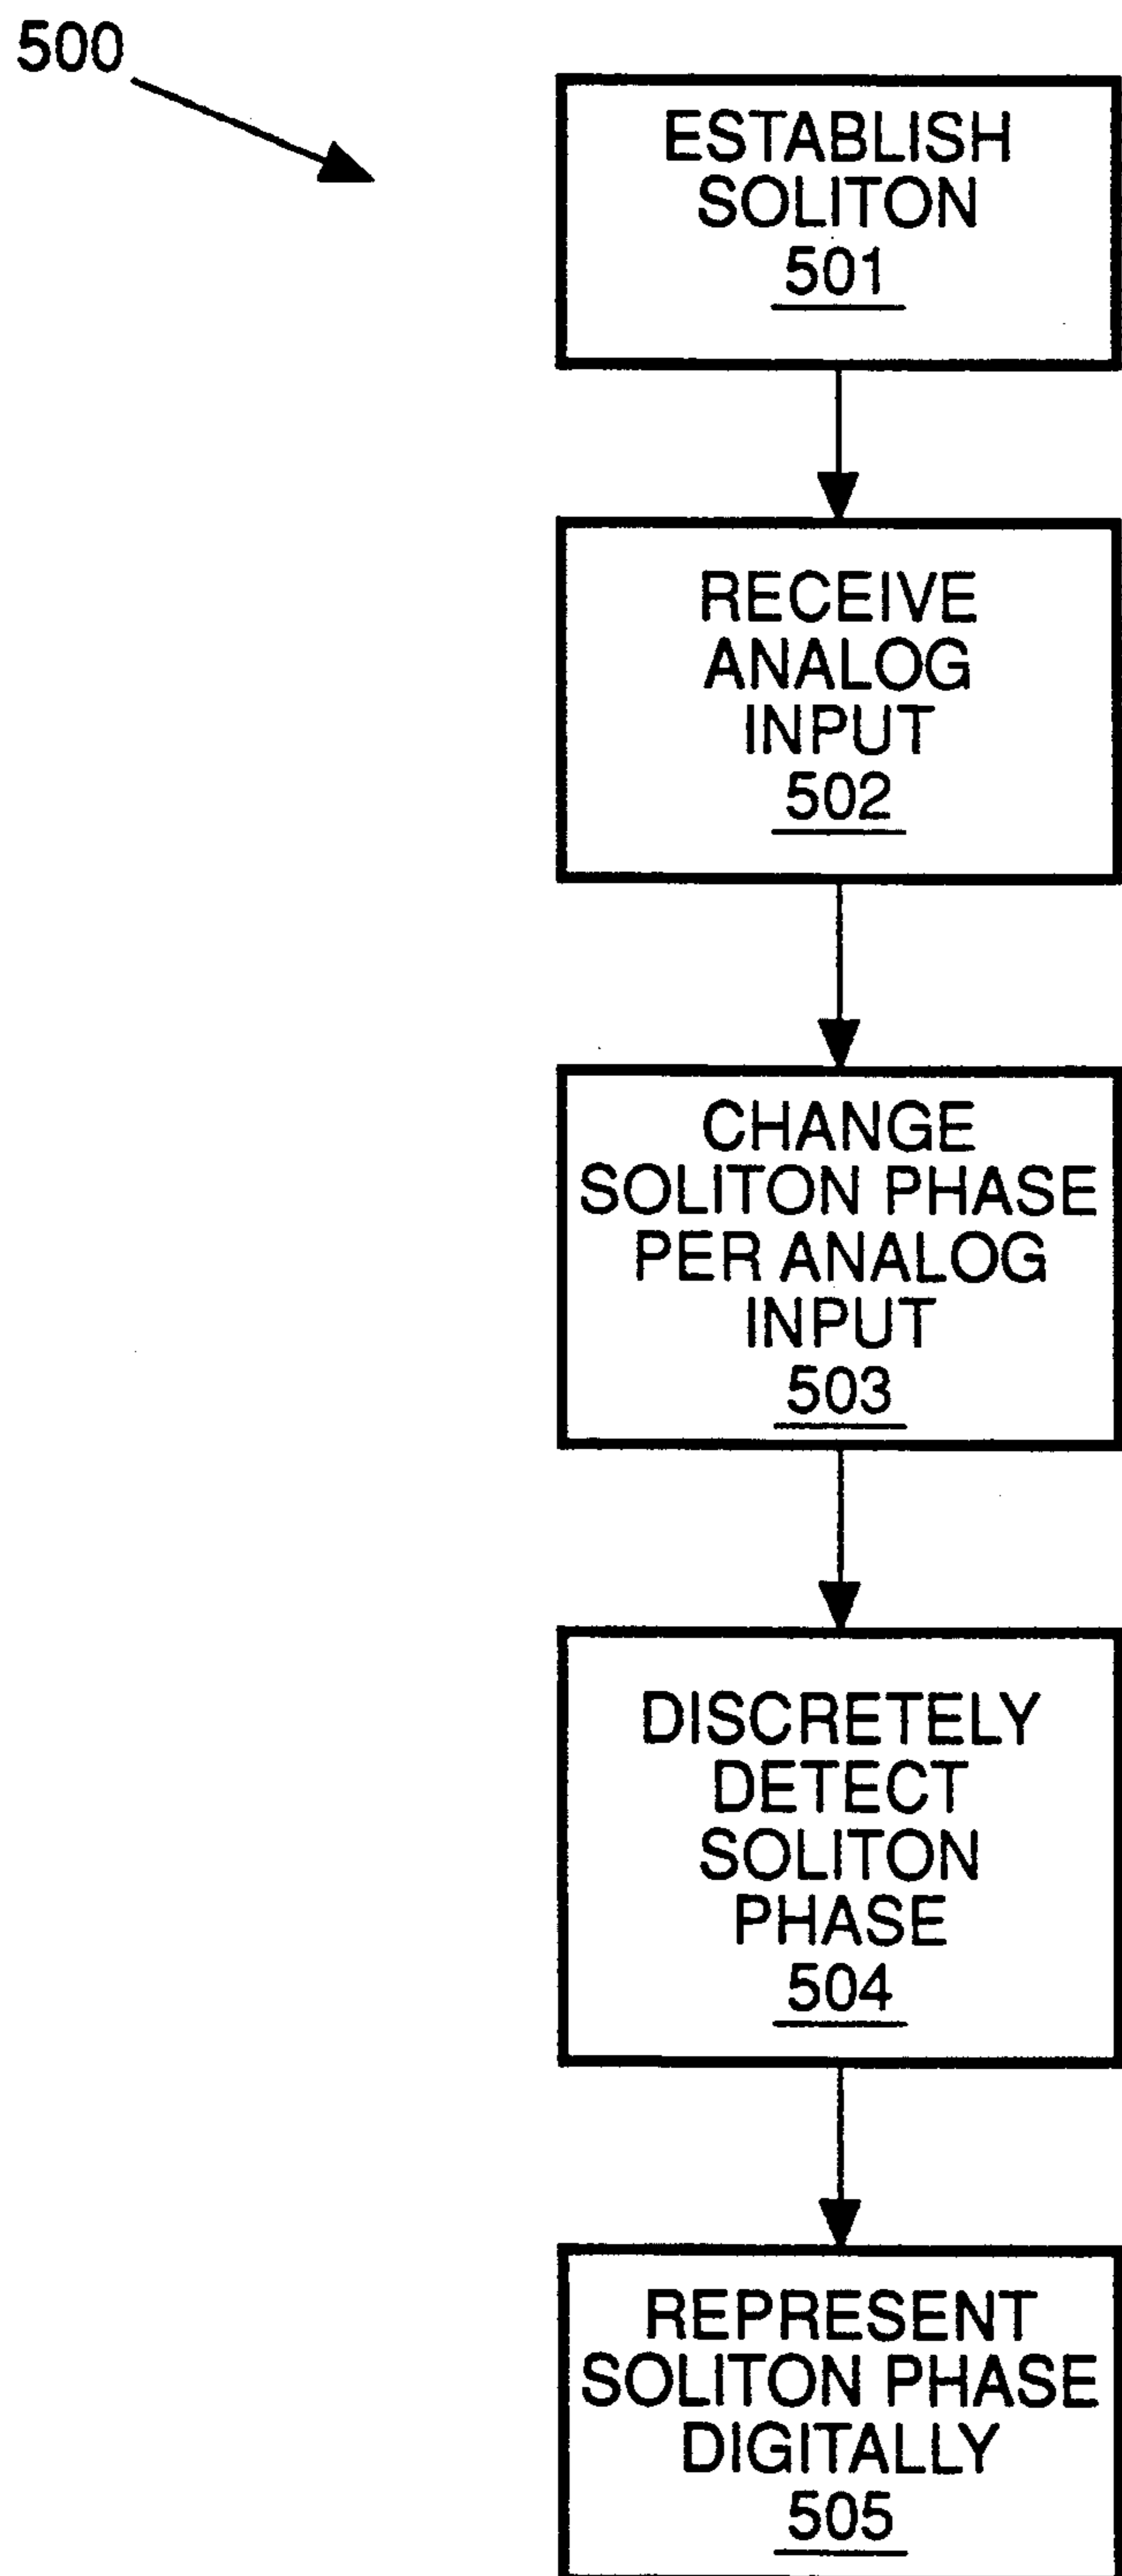 500
ESTABLISH
SOLITON
501
RECEIVE
ANALOG
INPUT
502
CHANGE
SOLITON PHASE
PER ANALOG
INPUT
503
DISCRETELY
DETECT
SOLITON
PHASE
504
REPRESENT
SOLITON PHASE
DIGITALLY
505